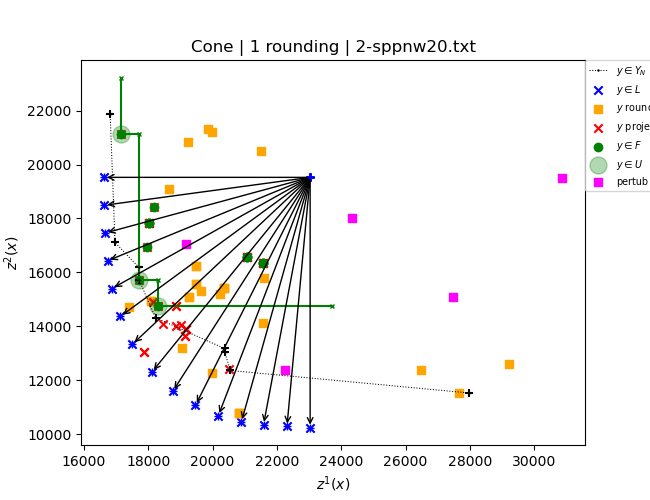 Cone | 1 rounding | 2-sppnw20.txt
22000
20000
18000
16000
14000
12000
10000
z²(x)
16000 18000 20000 22000 24000 26000 28000 30000
z¹(x)
y ∈ Y_N
y ∈ L
y roun
y proje
y ∈ F
y ∈ U
pertub